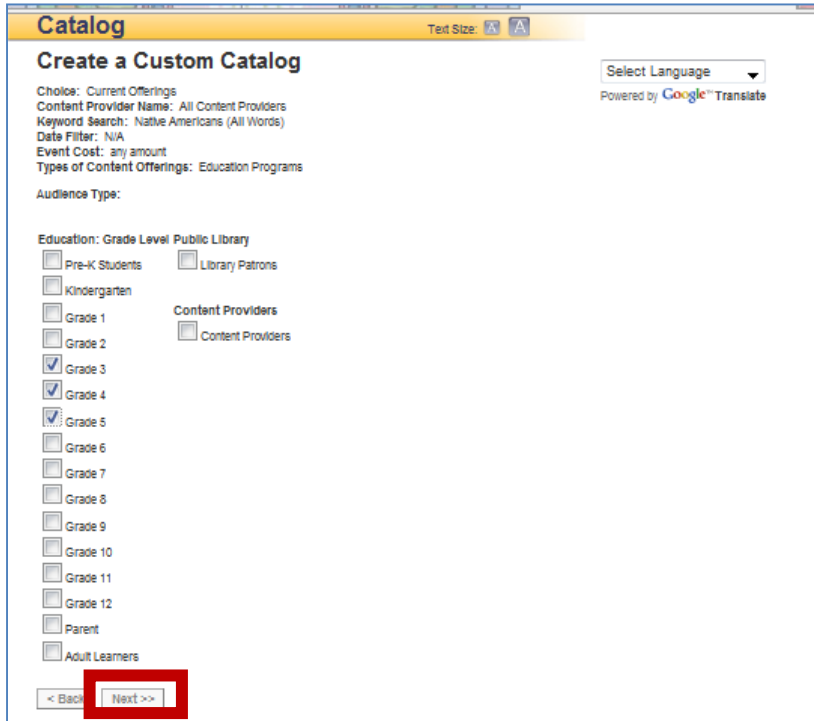 Catalog
Text Size: A A
Create a Custom Catalog
Select Language
Powered by Google™ Translate
Choice: Current Offerings
Content Provider Name: All Content Providers
Keyword Search: Native Americans (All Words)
Date Filter: N/A
Event Cost: any amount
Types of Content Offerings: Education Programs
Audience Type:
Education: Grade Level Public Library
Pre-K Students Library Patrons
Kindergarten
Grade 1 Content Providers
Grade 2 Content Providers
Grade 3
Grade 4
Grade 5
Grade 6
Grade 7
Grade 8
Grade 9
Grade 10
Grade 11
Grade 12
Parent
Adult Learners
< Back Next >>